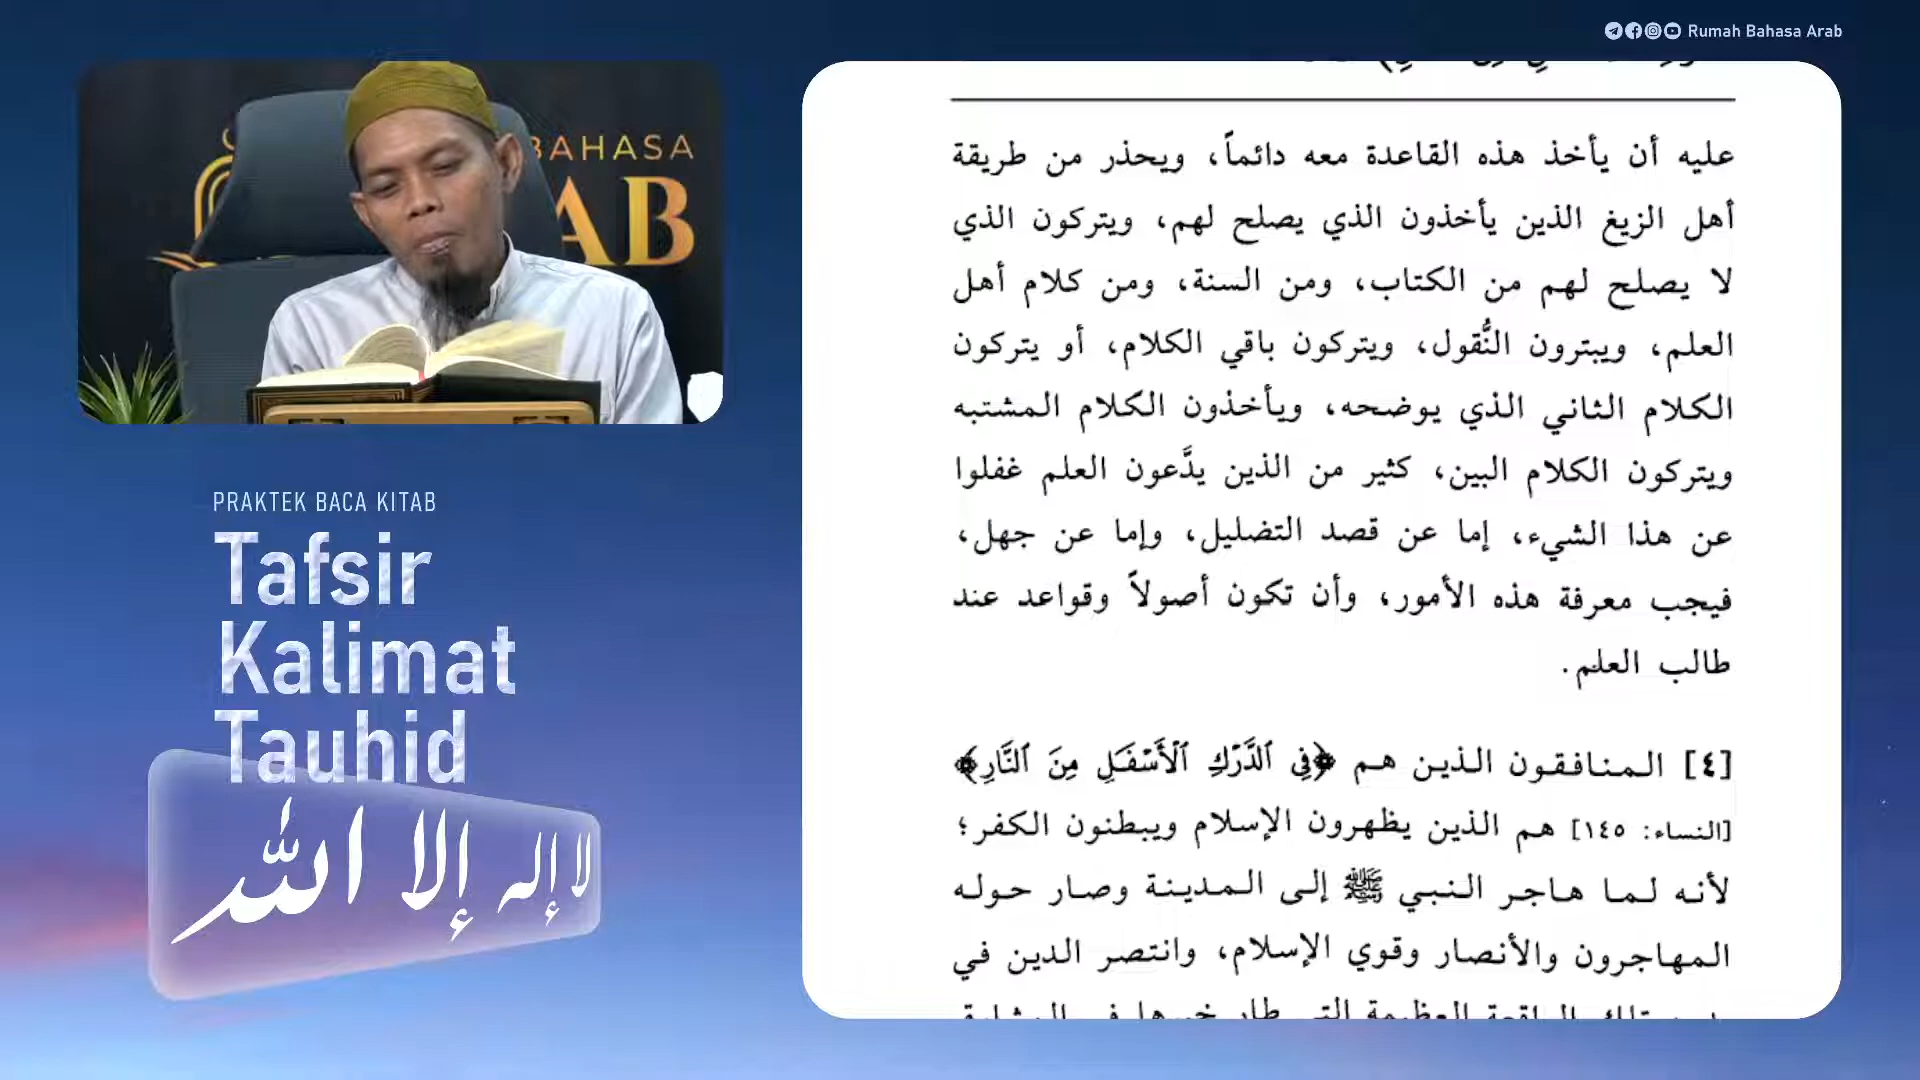 Rumah Bahasa Arab
BAHASA
AB
PRAKTEK BACA KITAB
Tafsir
Kalimat
Tauhid
لا إله إلا الله
عليه أن يأخذ هذه القاعدة معه دائماً، ويحذر من طريقة
أهل الزيغ الذين يأخذون الذي يصلح لهم، ويتركون الذي
لا يصلح لهم من الكتاب، ومن السنة، ومن كلام أهل
العلم، ويبترون النُّقول، ويتركون باقي الكلام، أو يتركون
الكلام الثاني الذي يوضحه، ويأخذون الكلام المشتبه
ويتركون الكلام البين، كثير من الذين يدَّعون العلم غفلوا
عن هذا الشيء، إما عن قصد التضليل، وإما عن جهل،
فيجب معرفة هذه الأمور، وأن تكون أصولاً وقواعد عند
طالب العلم.
[٤] المنافقون الذين هم ﴿فِي ٱلدَّرۡكِ ٱلۡأَسۡفَلِ مِنَ ٱلنَّارِ﴾
[النساء: ١٤٥] هم الذين يظهرون الإسلام ويبطنون الكفر؛
لأنه لما هاجر النبي ﷺ إلى المدينة وصار حوله
المهاجرون والأنصار وقوي الإسلام، وانتصر الدين في